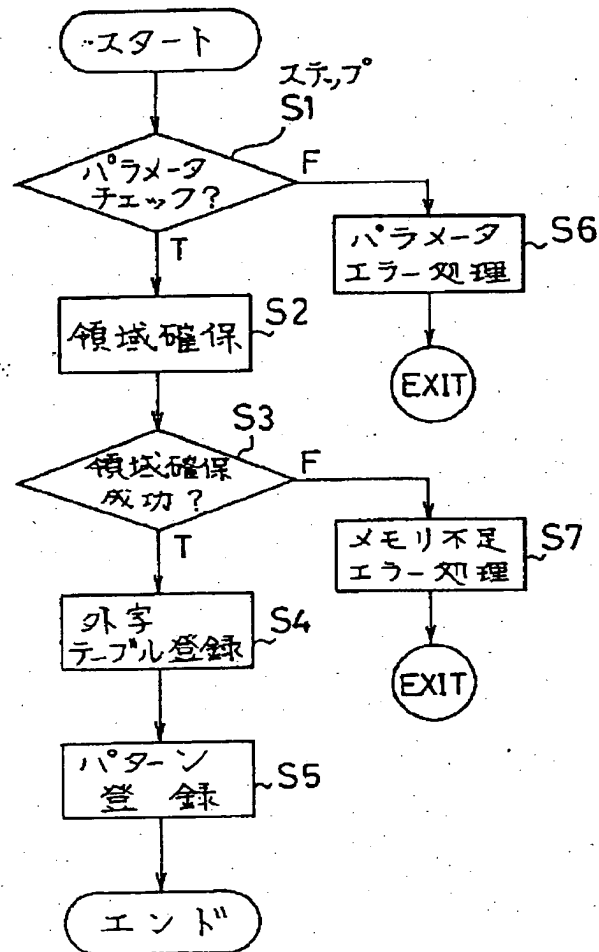 スタート
ステップ
S1
パラメータ
チェック?
F
T
パラメータ
エラー処理
S6
EXIT
領域確保
S2
S3
領域確保
成功?
F
T
メモリ不足
エラー処理
S7
EXIT
外字
テーブル登録
S4
パターン
登録
S5
エンド